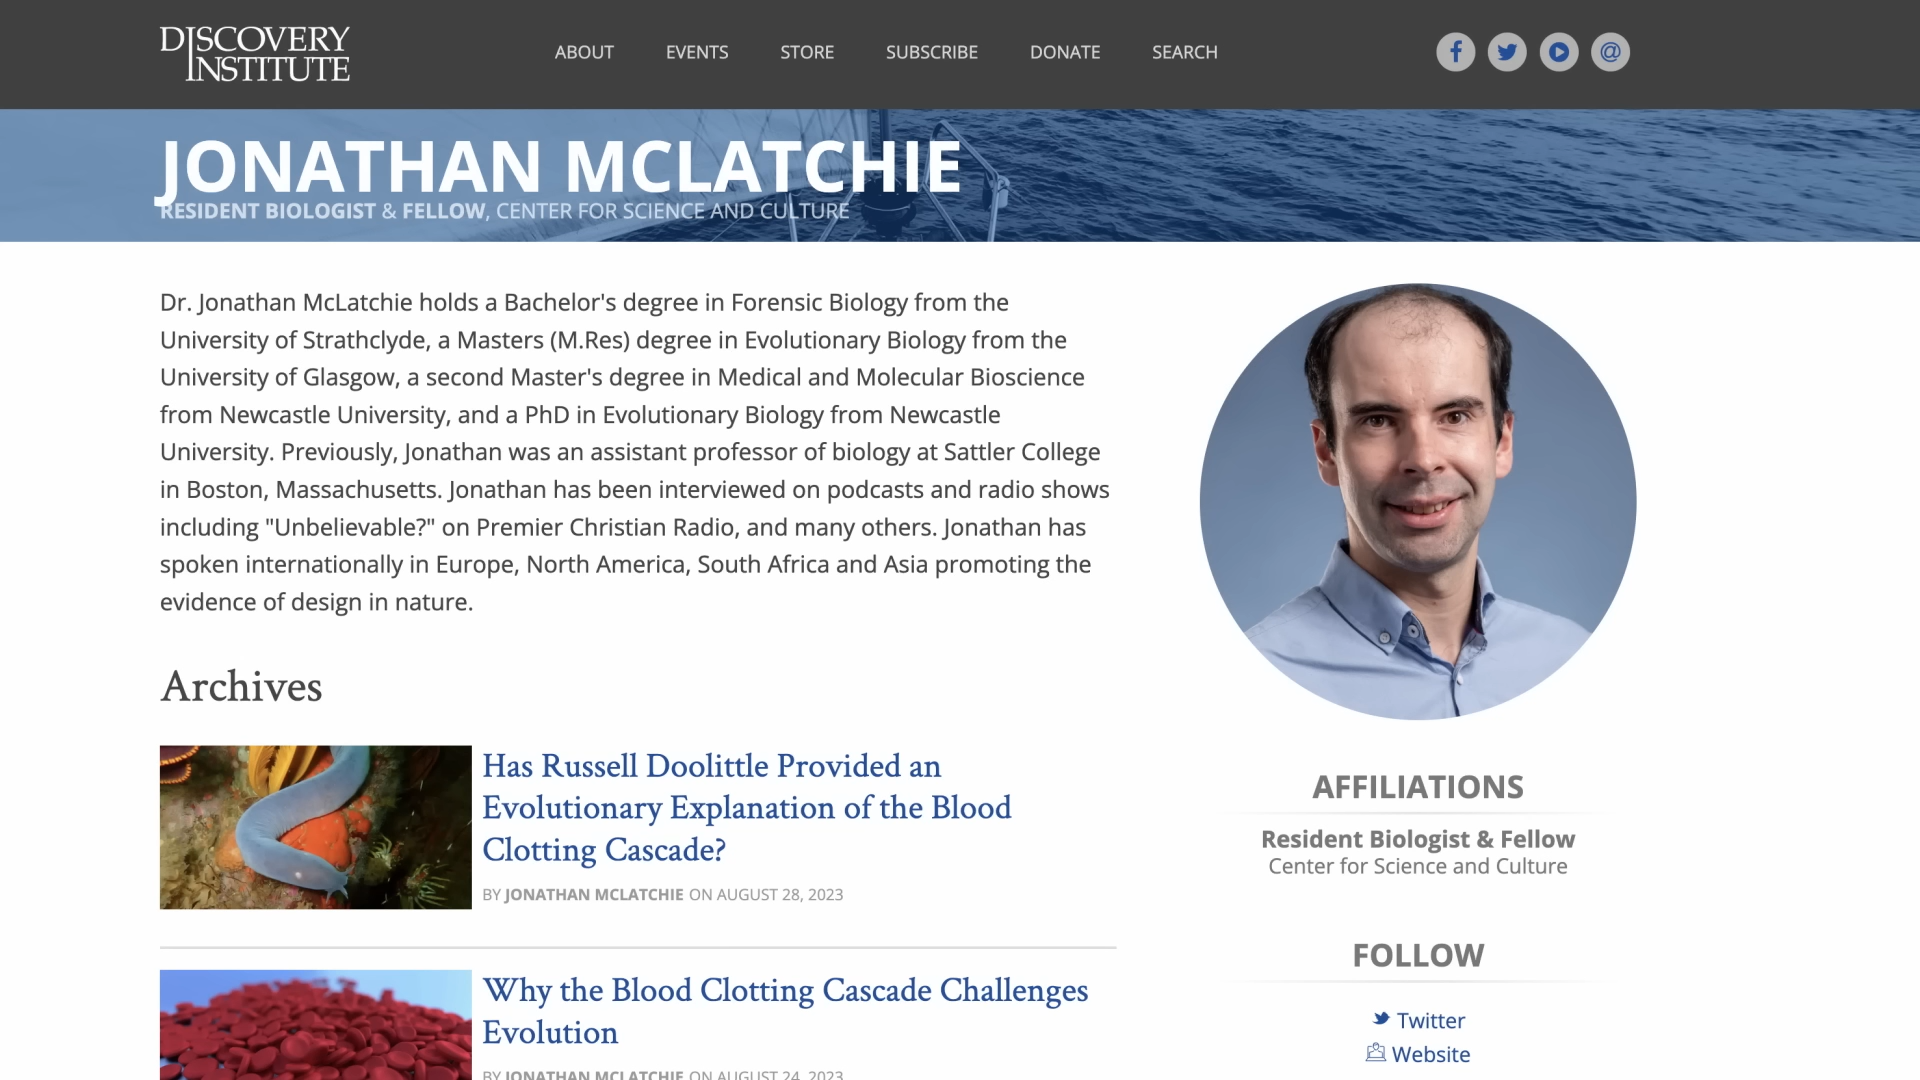 DISCOVERY
INSTITUTE
ABOUT
EVENTS
STORE
SUBSCRIBE
DONATE
SEARCH
JONATHAN MCLATCHIE
RESIDENT BIOLOGIST & FELLOW, CENTER FOR SCIENCE AND CULTURE
Dr. Jonathan McLatchie holds a Bachelor's degree in Forensic Biology from the
University of Strathclyde, a Masters (M.Res) degree in Evolutionary Biology from the
University of Glasgow, a second Master's degree in Medical and Molecular Bioscience
from Newcastle University, and a PhD in Evolutionary Biology from Newcastle
University. Previously, Jonathan was an assistant professor of biology at Sattler College
in Boston, Massachusetts. Jonathan has been interviewed on podcasts and radio shows
including "Unbelievable?" on Premier Christian Radio, and many others. Jonathan has
spoken internationally in Europe, North America, South Africa and Asia promoting the
evidence of design in nature.
Archives
Has Russell Doolittle Provided an
Evolutionary Explanation of the Blood
Clotting Cascade?
BY JONATHAN MCLATCHIE ON AUGUST 28, 2023
Why the Blood Clotting Cascade Challenges
Evolution
BY JONATHAN MCLATCHIE ON AUGUST 24, 2023
AFFILIATIONS
Resident Biologist & Fellow
Center for Science and Culture
FOLLOW
Twitter
Website